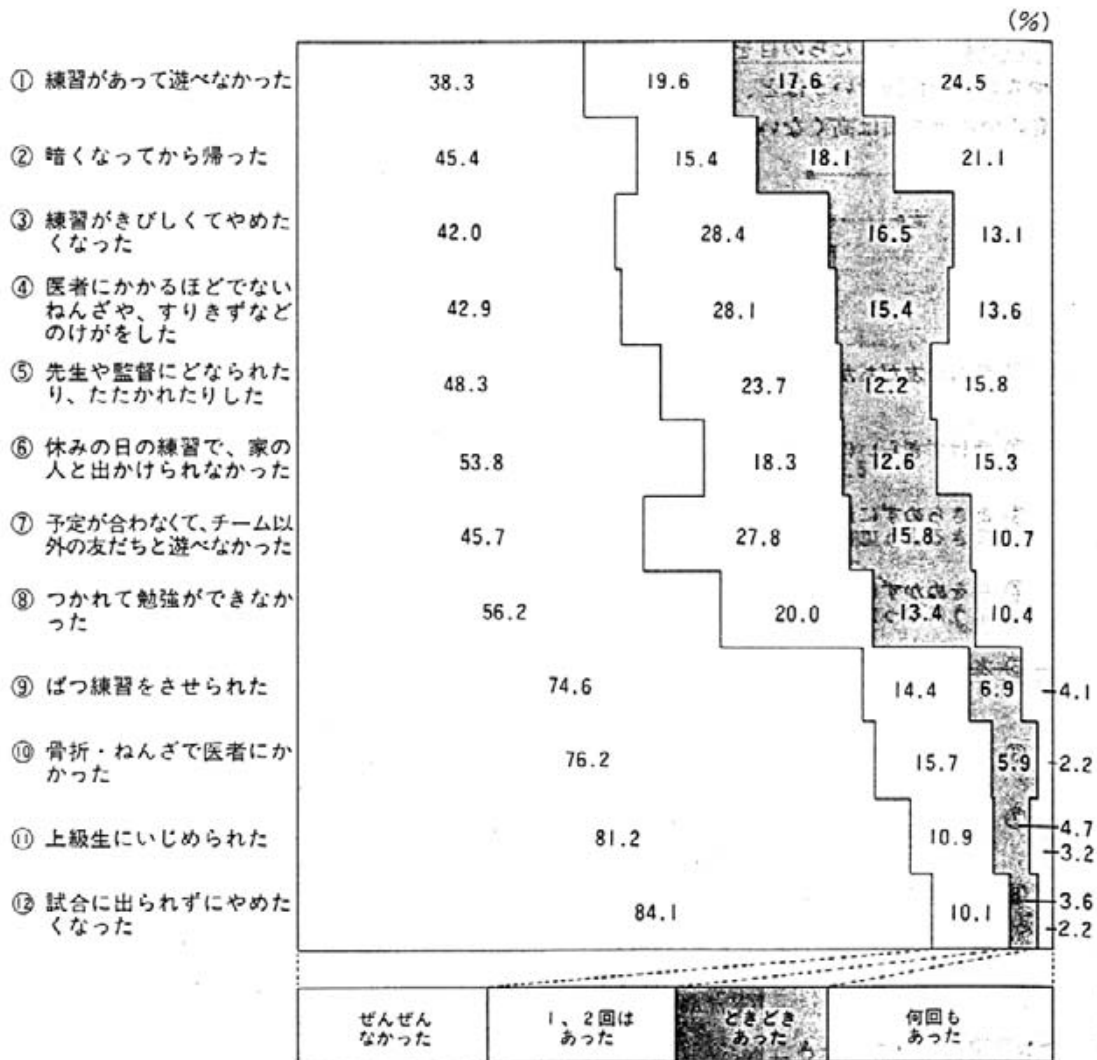 (%)
① 練習があって遊べなかった
38.3 19.6 17.6 24.5
② 暗くなってから帰った
45.4 15.4 18.1 21.1
③ 練習がきびしくてやめた
くなった
42.0 28.4 16.5 13.1
④ 医者にかかるほどでない
ねんざや、すりきずなど
のけがをした
42.9 28.1 15.4 13.6
⑤ 先生や監督にどなられた
り、たたかれたりした
48.3 23.7 12.2 15.8
⑥ 休みの日の練習で、家の
人と出かけられなかった
53.8 18.3 12.6 15.3
⑦ 予定が合わなくて、チーム以
外の友だちと遊べなかった
45.7 27.8 15.8 10.7
⑧ つかれて勉強ができなか
った
56.2 20.0 13.4 10.4
⑨ ばつ練習をさせられた
74.6 14.4 6.9 4.1
⑩ 骨折・ねんざで医者にか
かった
76.2 15.7 5.9 2.2
⑪ 上級生にいじめられた
81.2 10.9 4.7
3.2
⑫ 試合に出られずにやめた
くなった
84.1 10.1 3.6
2.2
ぜんぜん
なかった
1、2回は
あった
ときどき
あった
何回も
あった